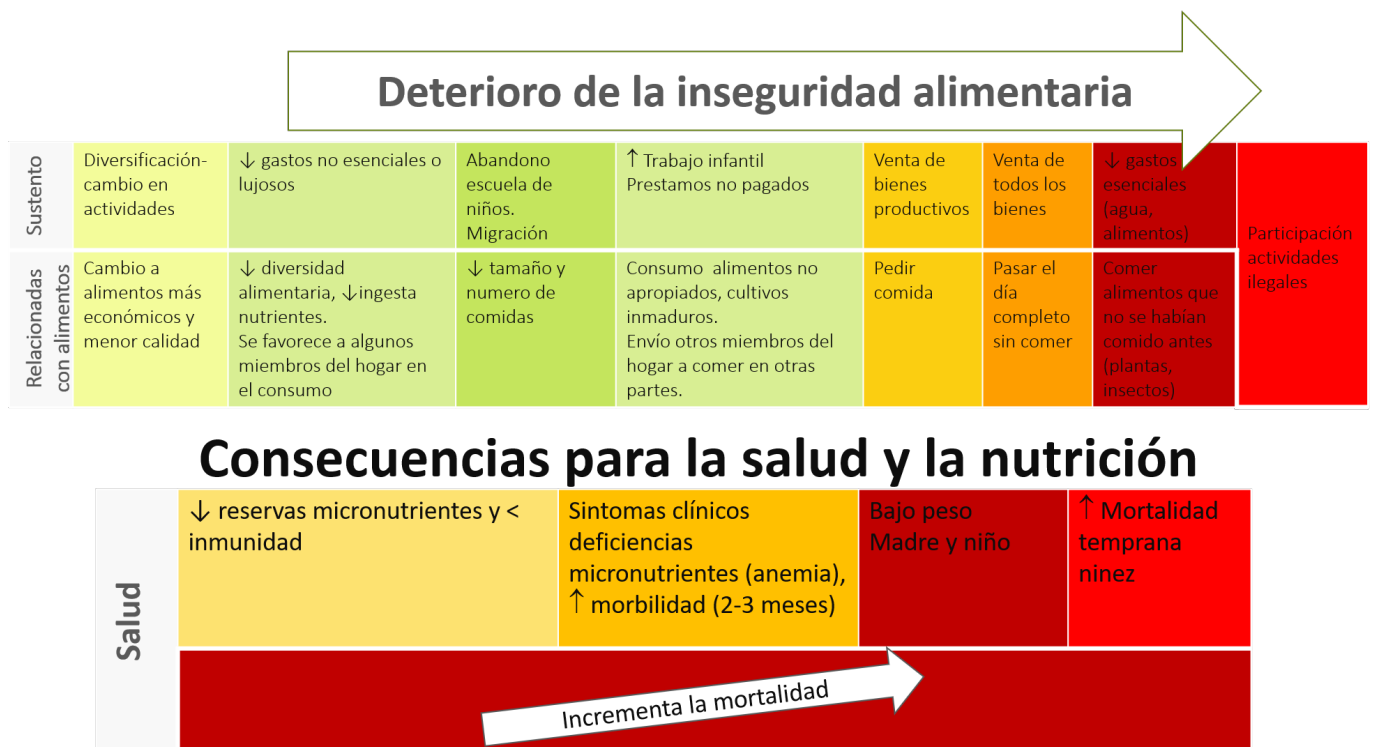 Deterioro de la inseguridad alimentaria
Sustento
Diversificación-
cambio en
actividades
↓ gastos no esenciales o
lujosos
Abandono
escuela de
niños.
Migración
↑ Trabajo infantil
Prestamos no pagados
Venta de
bienes
productivos
Venta de
todos los
bienes
↓ gastos
esenciales
(agua,
alimentos)
Participación
actividades
ilegales
Relacionadas
con alimentos
Cambio a
alimentos más
económicos y
menor calidad
↓ diversidad
alimentaria, ↓ingesta
nutrientes.
Se favorece a algunos
miembros del hogar en
el consumo
↓ tamaño y
numero de
comidas
Consumo alimentos no
apropiados, cultivos
inmaduros.
Envío otros miembros del
hogar a comer en otras
partes.
Pedir
comida
Pasar el
día
completo
sin comer
Comer
alimentos que
no se habían
comido antes
(plantas,
insectos)
Consecuencias para la salud y la nutrición
Salud
↓ reservas micronutrientes y <
inmunidad
Sintomas clínicos
deficiencias
micronutrientes (anemia),
↑ morbilidad (2-3 meses)
Bajo peso
Madre y niño
↑ Mortalidad
temprana
ninez
Incrementa la mortalidad